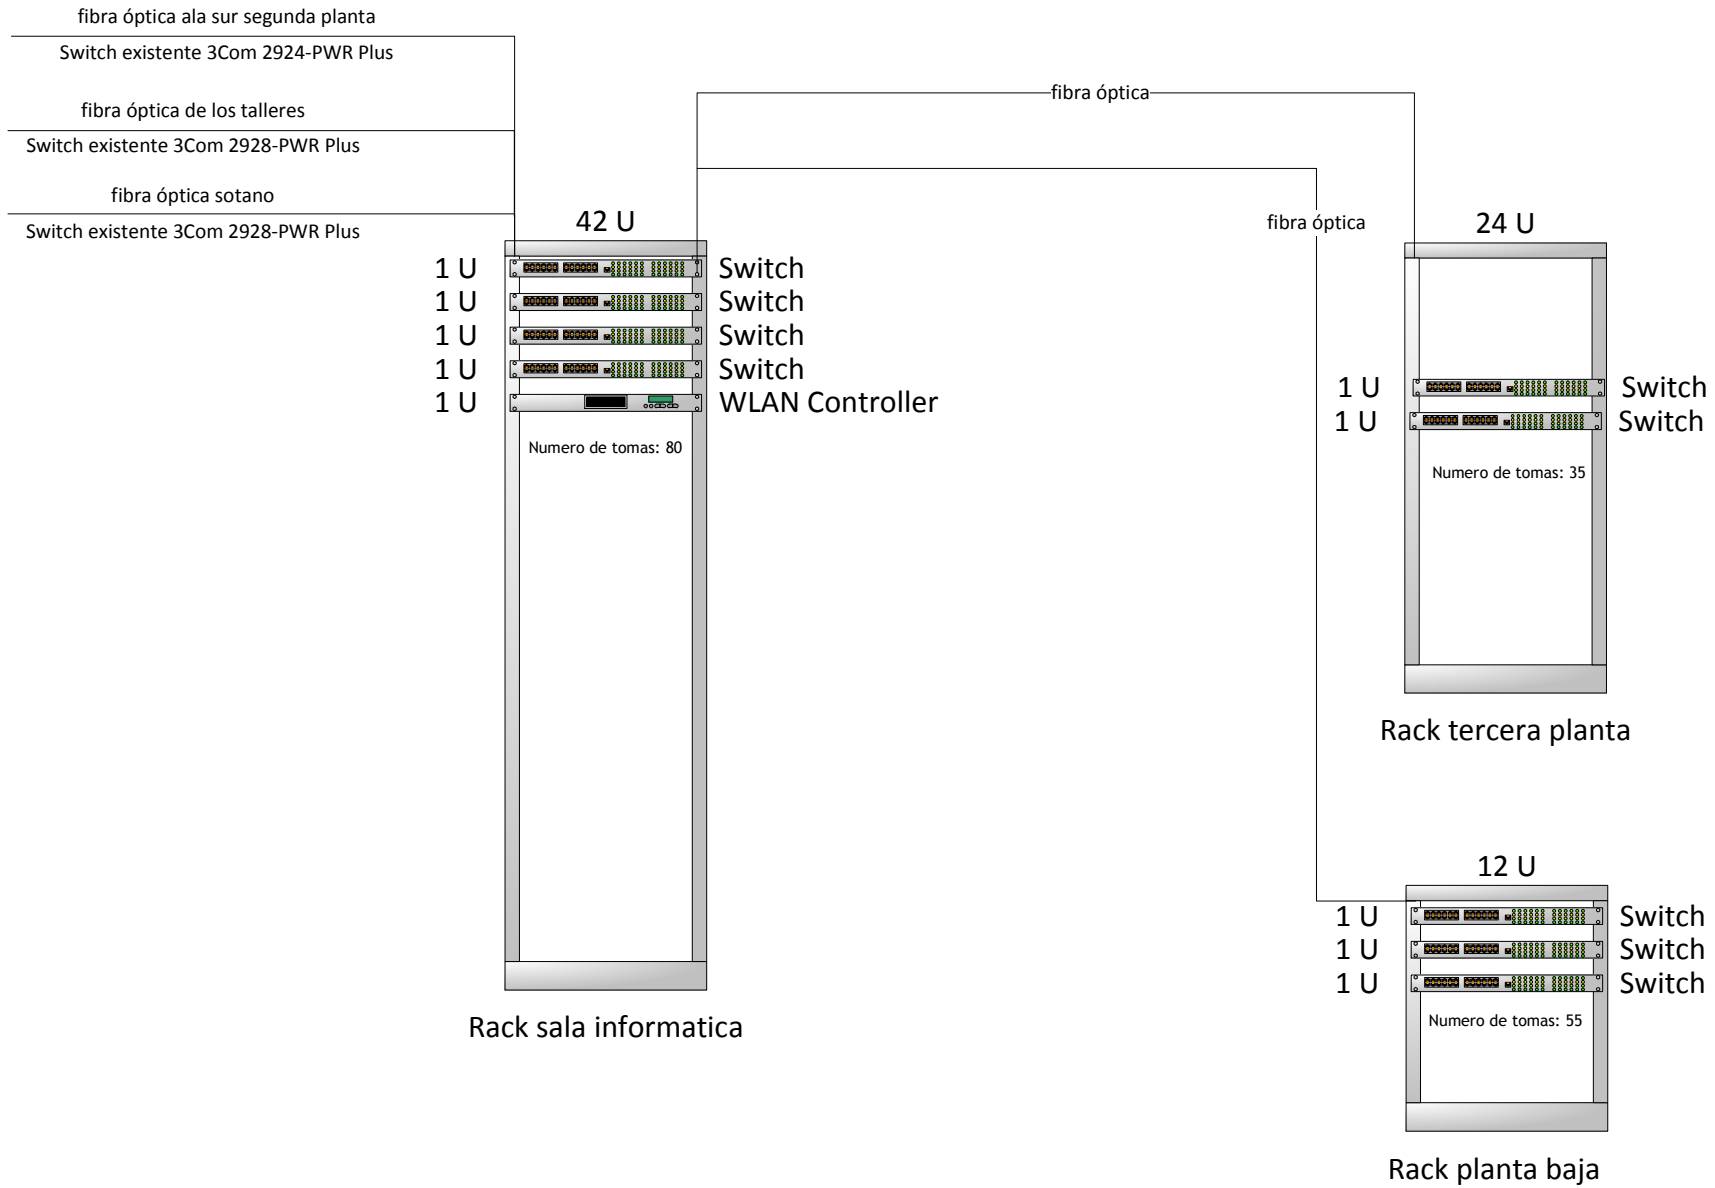 fibra óptica ala sur segunda planta
Switch existente 3Com 2924-PWR Plus
fibra óptica de los talleres
Switch existente 3Com 2928-PWR Plus
fibra óptica sotano
Switch existente 3Com 2928-PWR Plus
fibra óptica
fibra óptica
42 U
1 U Switch
1 U Switch
1 U Switch
1 U Switch
1 U WLAN Controller
Numero de tomas: 80
Rack sala informatica
24 U
1 U Switch
1 U Switch
Numero de tomas: 35
Rack tercera planta
12 U
1 U Switch
1 U Switch
1 U Switch
Numero de tomas: 55
Rack planta baja